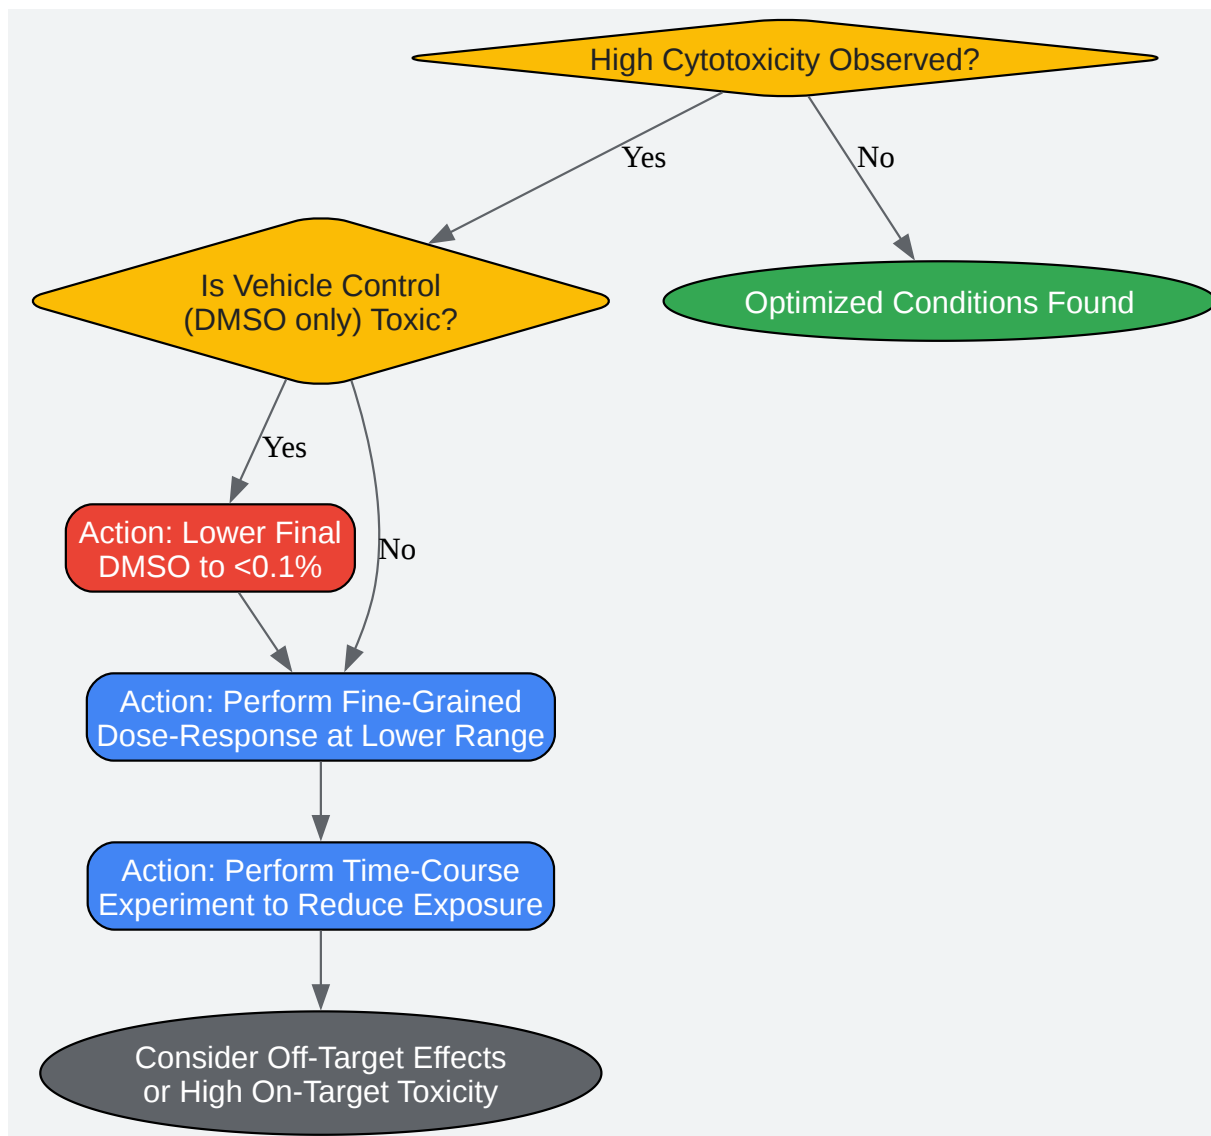 High Cytotoxicity Observed?
Yes
No
Is Vehicle Control
(DMSO only) Toxic?
Optimized Conditions Found
Yes
No
Action: Lower Final
DMSO to <0.1%
Action: Perform Fine-Grained
Dose-Response at Lower Range
Action: Perform Time-Course
Experiment to Reduce Exposure
Consider Off-Target Effects
or High On-Target Toxicity